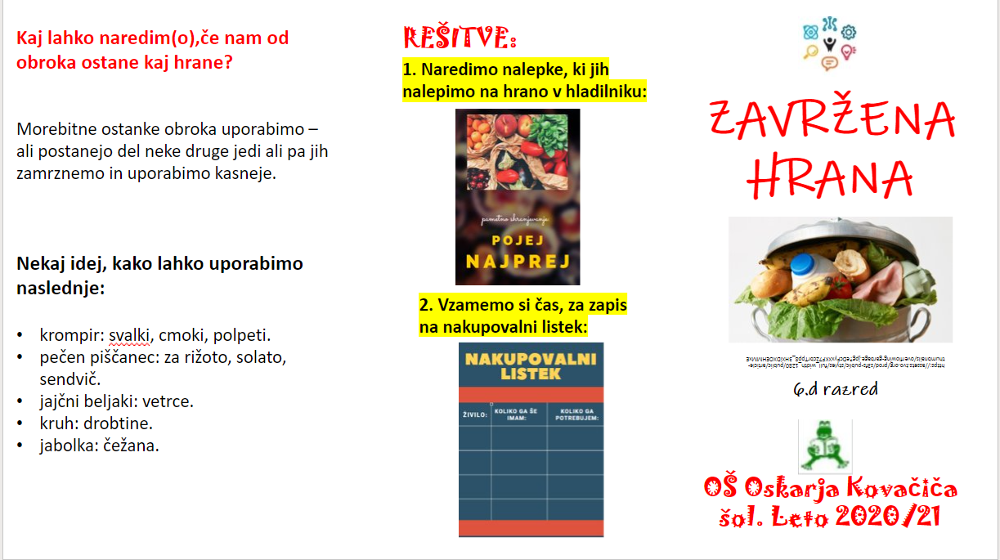 Kaj lahko naredim(o),če nam od
obroka ostane kaj hrane?
Morebitne ostanke obroka uporabimo –
ali postanejo del neke druge jedi ali pa jih
zamrznemo in uporabimo kasneje.
Nekaj idej, kako lahko uporabimo
naslednje:
• krompir: svalki, cmoki, polpeti.
• pečen piščanec: za rižoto, solato,
sendvič.
• jajčni beljaki: vetrce.
• kruh: drobtine.
• jabolka: čežana.
REŠITVE:
1. Naredimo nalepke, ki jih
nalepimo na hrano v hladilniku:
pametno shranjevanje:
POJEJ
NAJPREJ
2. Vzamemo si čas, za zapis
na nakupovalni listek:
NAKUPOVALNI
LISTEK
ŽIVILO:
KOLIKO GA ŠE
IMAM:
KOLIKO GA
POTREBUJEM:
ZAVRŽENA
HRANA
6.d razred
OŠ Oskarja Kovačiča
šol. Leto 2020/21